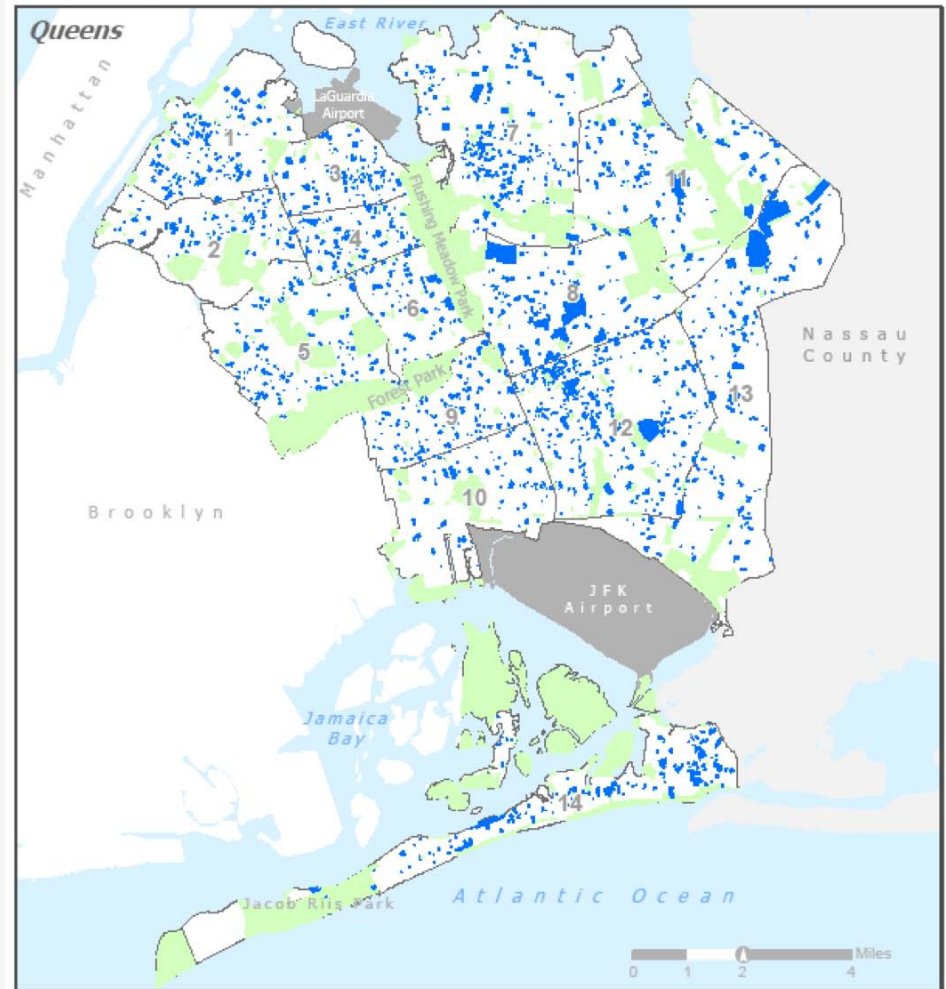 Queens
East River
Manhattan
LaGuardia
Airport
1
7
3
11
Flushing Meadow Park
2
4
8
6
5
Nassau
County
Forest Park
13
9
12
10
Brooklyn
JFK
Airport
Jamaica
Bay
14
Jacob Riis Park
Atlantic Ocean
Miles
0 1 2 4